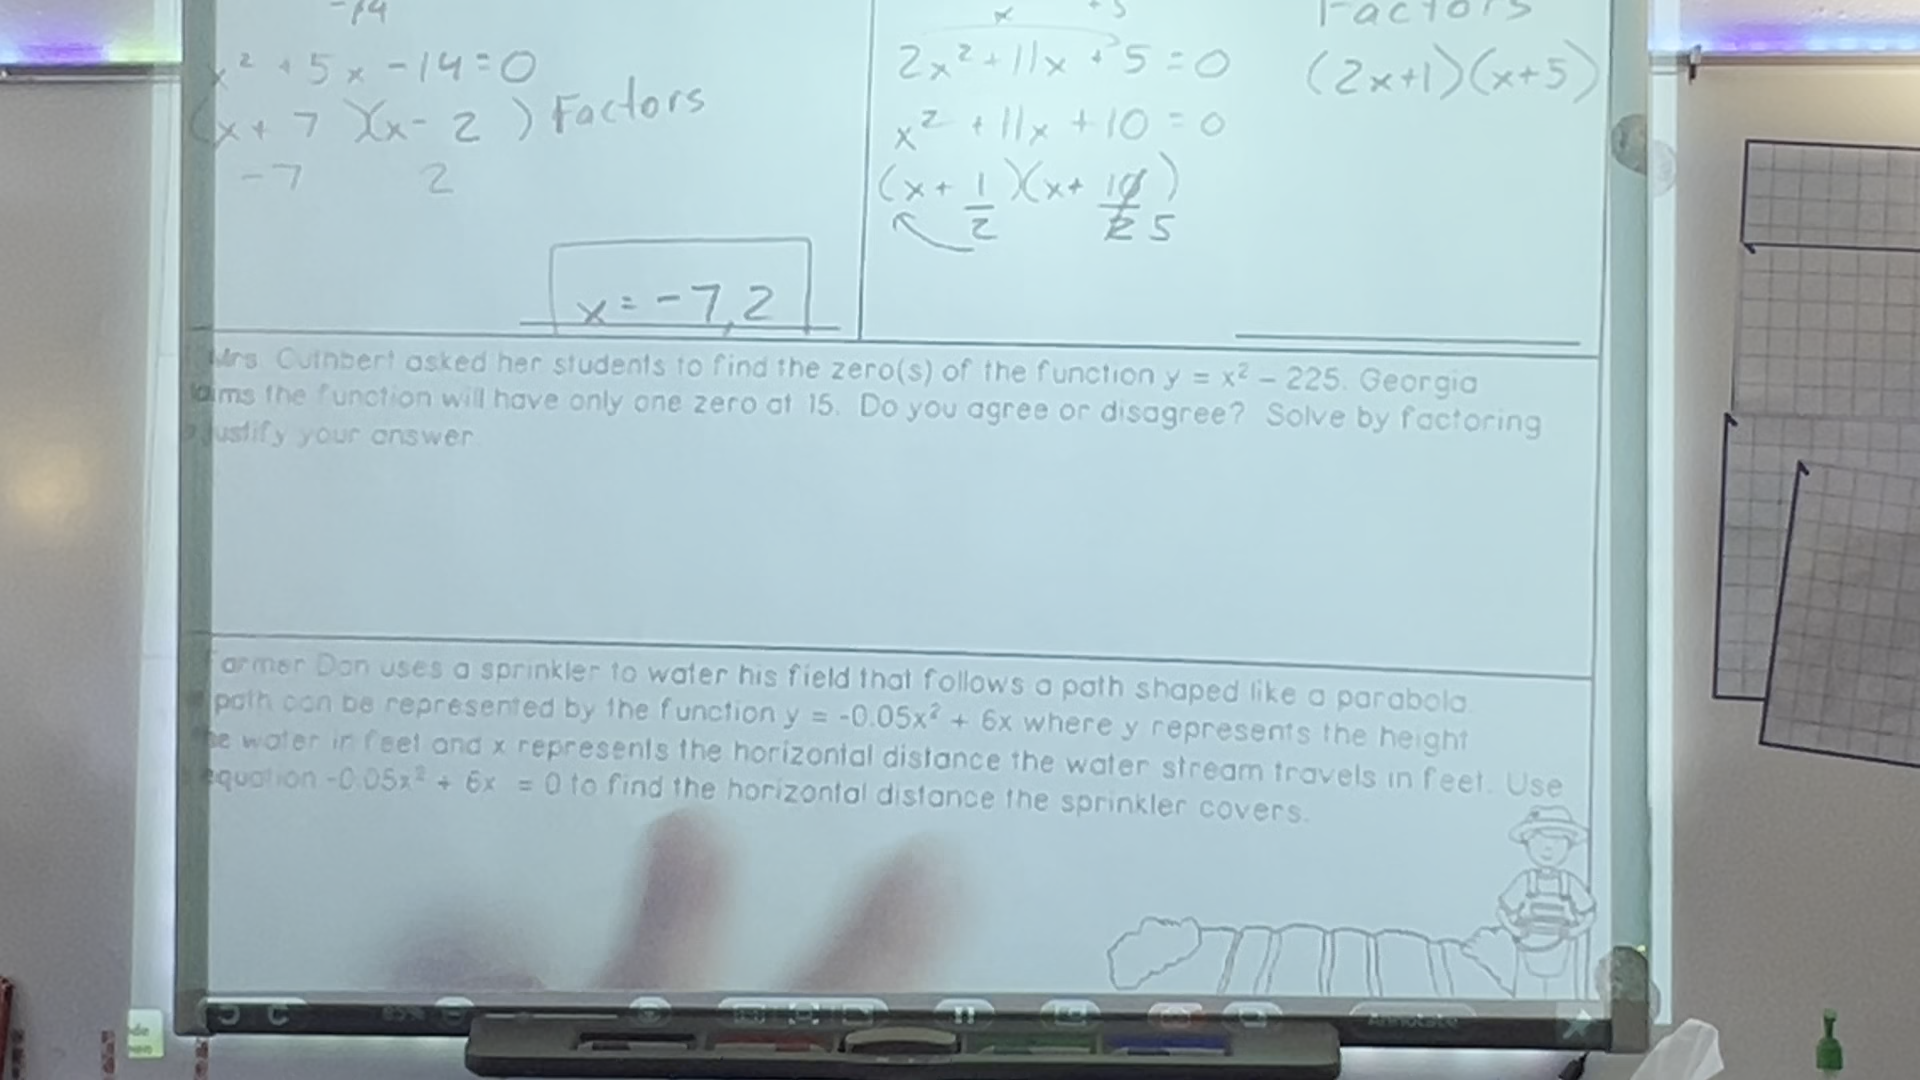 -14
x² + 5x - 14 = 0
(x + 7)(x - 2) Factors
-7 2
x = -7, 2
x +5
2x² + 11x + 5 = 0
x² + 11x + 10 = 0
(x + 1/2)(x + 10/2) 5
Factors
(2x+1)(x+5)
Mrs. Cuthbert asked her students to find the zero(s) of the function y = x² – 225. Georgia
the function will have only one zero at 15. Do you agree or disagree? Solve by factoring
justify your answer.
Farmer Don uses a sprinkler to water his field that follows a path shaped like a parabola.
path can be represented by the function y = -0.05x² + 6x where y represents the height
water in feet and x represents the horizontal distance the water stream travels in feet. Use
equation -0.05x² + 6x = 0 to find the horizontal distance the sprinkler covers.
Annotate